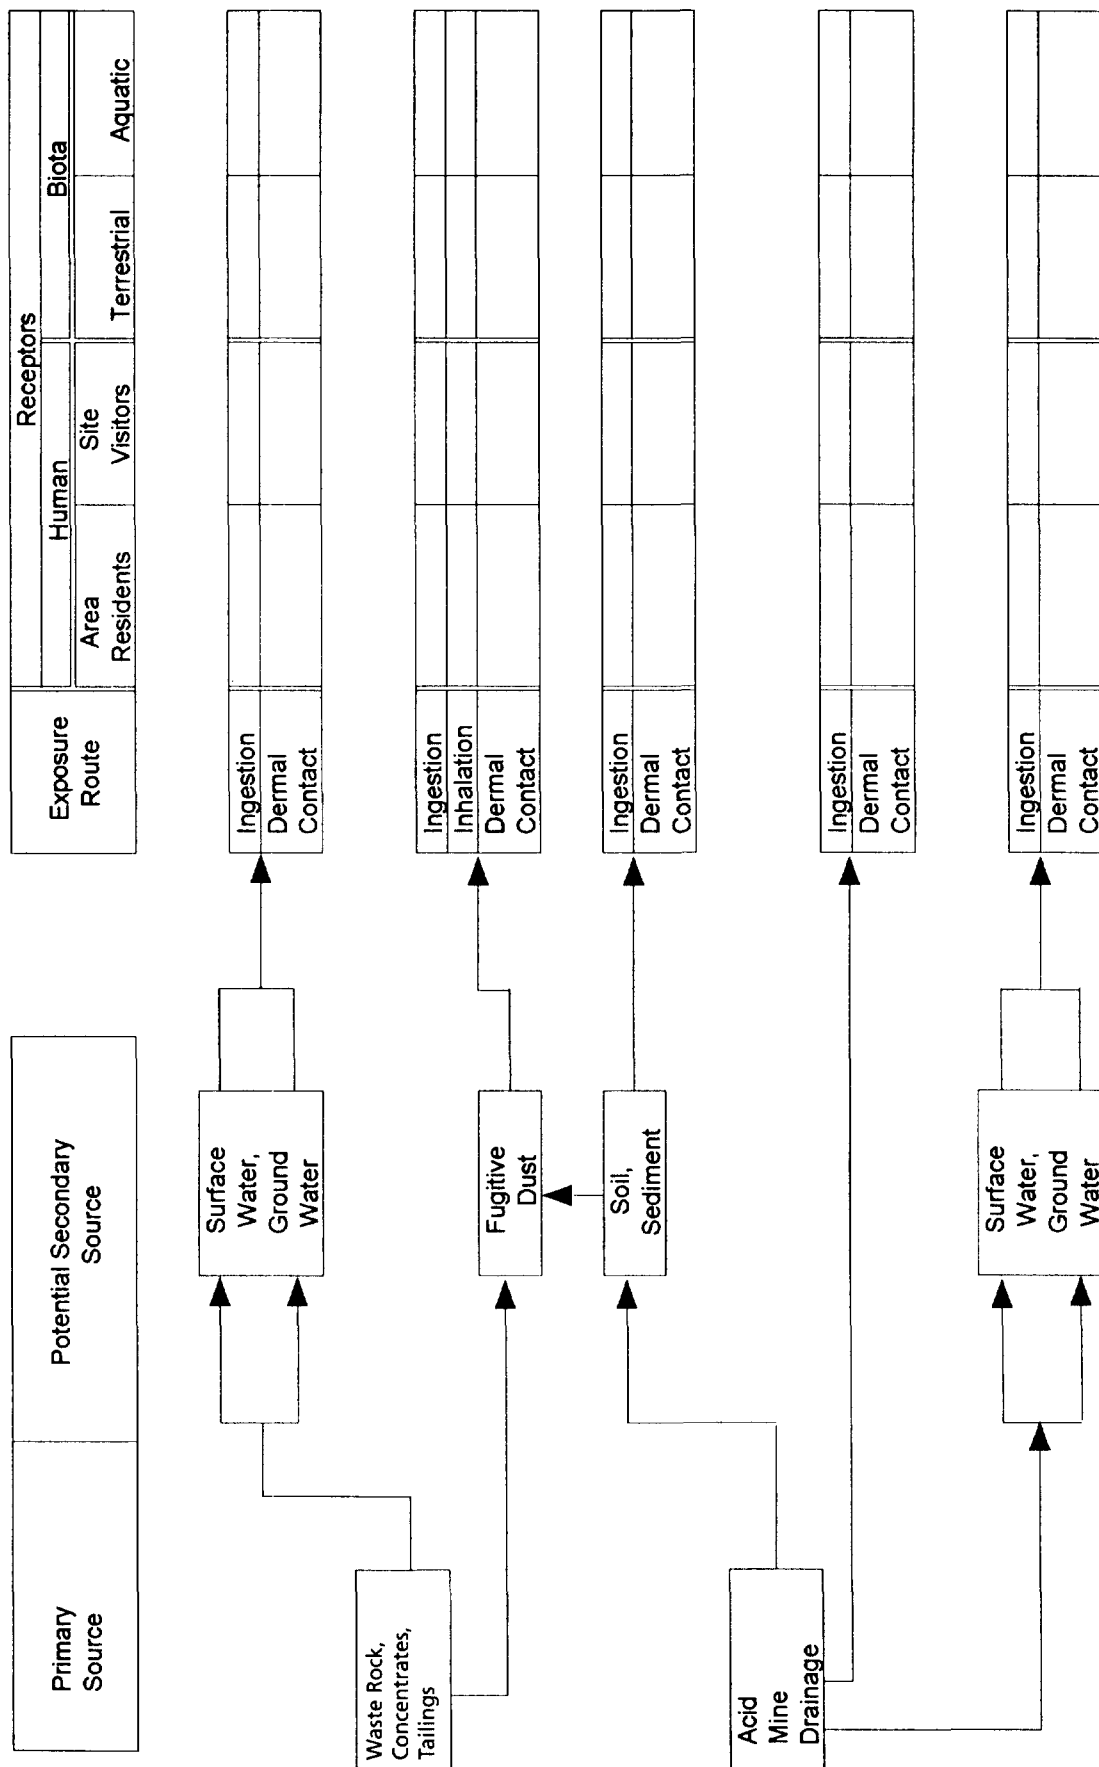 Primary
Source
Potential Secondary
Source
Exposure
Route
Receptors
Human
Biota
Area
Residents
Site
Visitors
Terrestrial
Aquatic
Waste Rock,
Concentrates,
Tailings
Surface
Water,
Ground
Water
Ingestion
Dermal
Contact
Fugitive
Dust
Ingestion
Inhalation
Dermal
Contact
Soil,
Sediment
Ingestion
Dermal
Contact
Acid
Mine
Drainage
Ingestion
Dermal
Contact
Surface
Water,
Ground
Water
Ingestion
Dermal
Contact